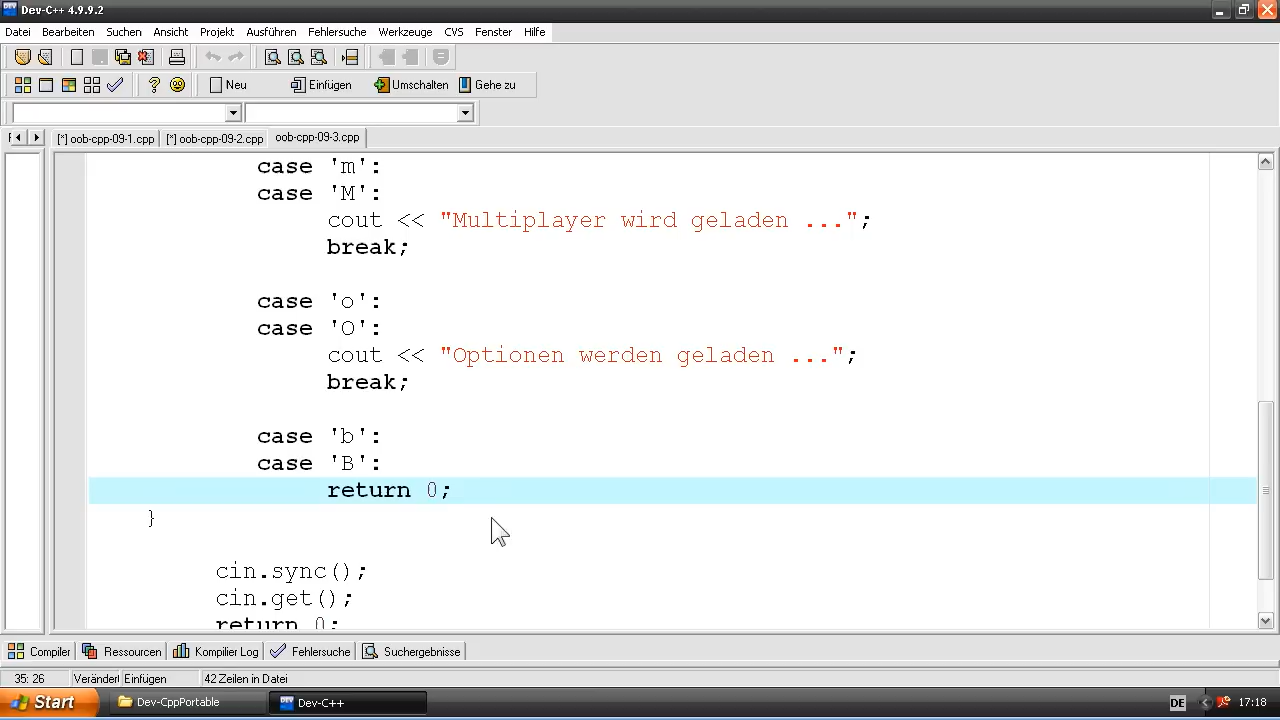 Dev-C++ 4.9.9.2
Datei Bearbeiten Suchen Ansicht Projekt Ausführen Fehlersuche Werkzeuge CVS Fenster Hilfe
Neu Einfügen Umschalten Gehe zu
[*] oob-cpp-09-1.cpp [*] oob-cpp-09-2.cpp oob-cpp-09-3.cpp
case 'm':
case 'M':
cout << "Multiplayer wird geladen ...";
break;
case 'o':
case 'O':
cout << "Optionen werden geladen ...";
break;
case 'b':
case 'B':
return 0;
}
cin.sync();
cin.get();
return 0;
Compiler Ressourcen Kompilier Log Fehlersuche Suchergebnisse
35: 26 Veränder Einfügen 42 Zeilen in Datei
Start Dev-CppPortable Dev-C++ DE 17:18